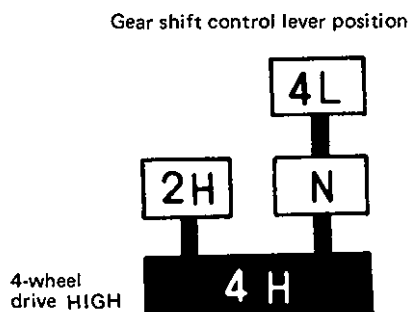 Gear shift control lever position
4L
2H N
4-wheel
drive HIGH
4 H